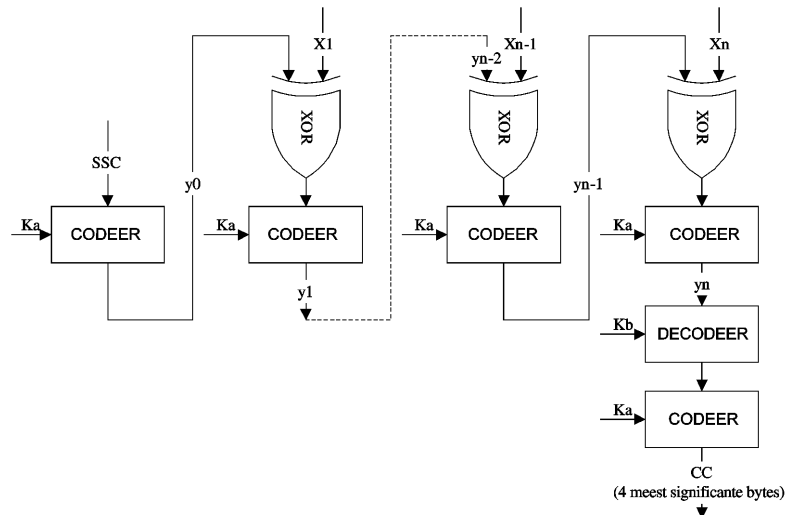 X1
yn-2
Xn-1
Xn
XOR
XOR
XOR
SSC
y0
yn-1
Ka
CODEER
Ka
CODEER
Ka
CODEER
Ka
CODEER
y1
yn
Kb
DECODEER
Ka
CODEER
CC
(4 meest significante bytes)